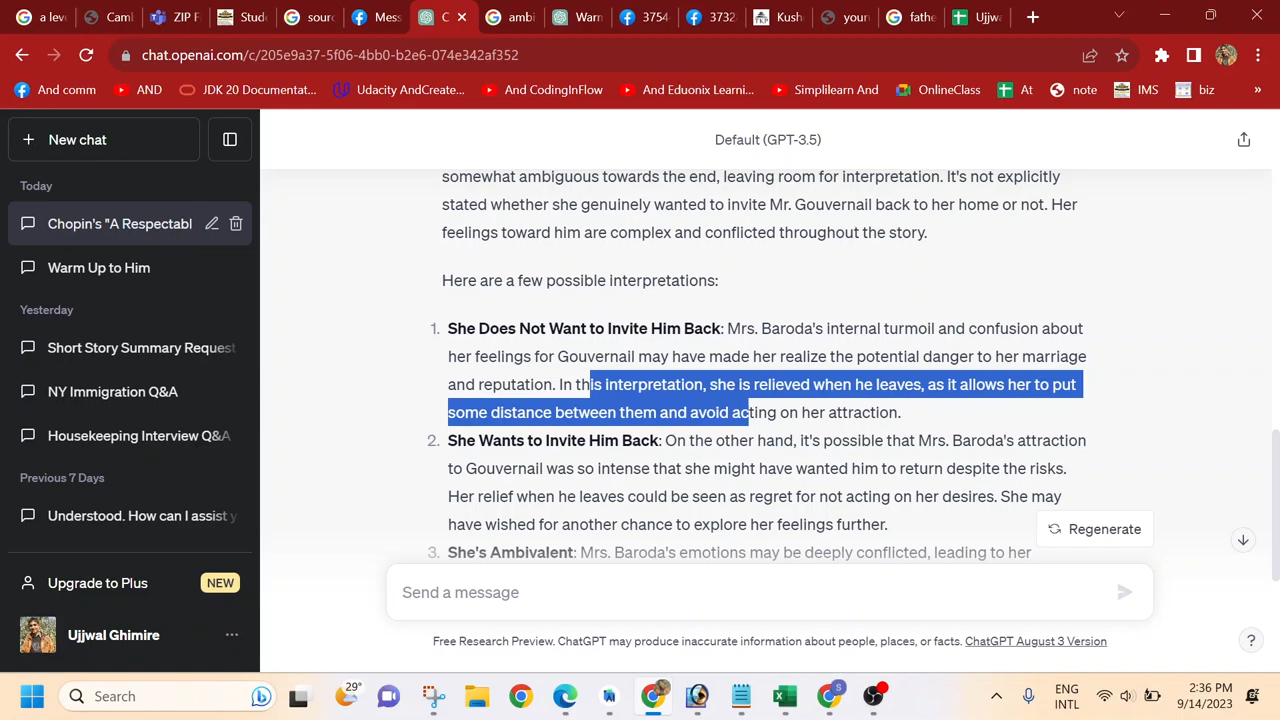 a leve
Camb
ZIP F
Stude
sourc
Mess
C
ambi
Warn
3754
3732
Kush
your
fathe
Ujjwa
chat.openai.com/c/205e9a37-5f06-4bb0-b2e6-074e342af352
And comm
AND
JDK 20 Documentat...
Udacity AndCreate...
And CodingInFlow
And Eduonix Learni...
Simplilearn And
OnlineClass
At
note
IMS
biz
»
New chat
Default (GPT-3.5)
Today
Chopin's "A Respectabl
Warm Up to Him
Yesterday
Short Story Summary Request
NY Immigration Q&A
Housekeeping Interview Q&A
Previous 7 Days
Understood. How can I assist y
Upgrade to Plus
NEW
Ujjwal Ghimire
somewhat ambiguous towards the end, leaving room for interpretation. It's not explicitly
stated whether she genuinely wanted to invite Mr. Gouvernail back to her home or not. Her
feelings toward him are complex and conflicted throughout the story.
Here are a few possible interpretations:
1. She Does Not Want to Invite Him Back: Mrs. Baroda's internal turmoil and confusion about
her feelings for Gouvernail may have made her realize the potential danger to her marriage
and reputation. In this interpretation, she is relieved when he leaves, as it allows her to put
some distance between them and avoid acting on her attraction.
2. She Wants to Invite Him Back: On the other hand, it's possible that Mrs. Baroda's attraction
to Gouvernail was so intense that she might have wanted him to return despite the risks.
Her relief when he leaves could be seen as regret for not acting on her desires. She may
have wished for another chance to explore her feelings further.
3. She's Ambivalent: Mrs. Baroda's emotions may be deeply conflicted, leading to her
Regenerate
Send a message
Free Research Preview. ChatGPT may produce inaccurate information about people, places, or facts. ChatGPT August 3 Version
?
Search
29°
ENG
INTL
2:36 PM
9/14/2023